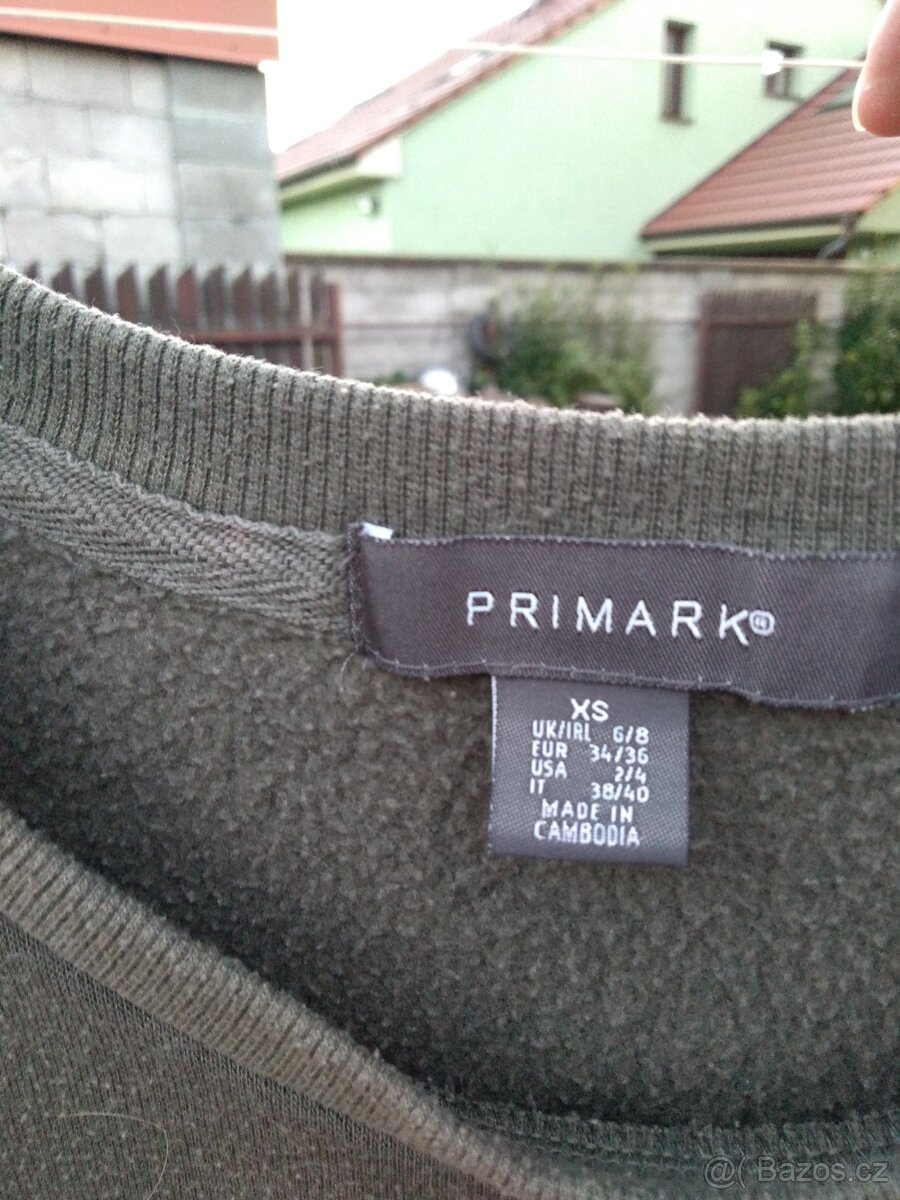 PRIMARK®
XS
UK/IRL 6/8
EUR 34/36
USA 2/4
IT 38/40
MADE IN
CAMBODIA
@( Bazos.cz